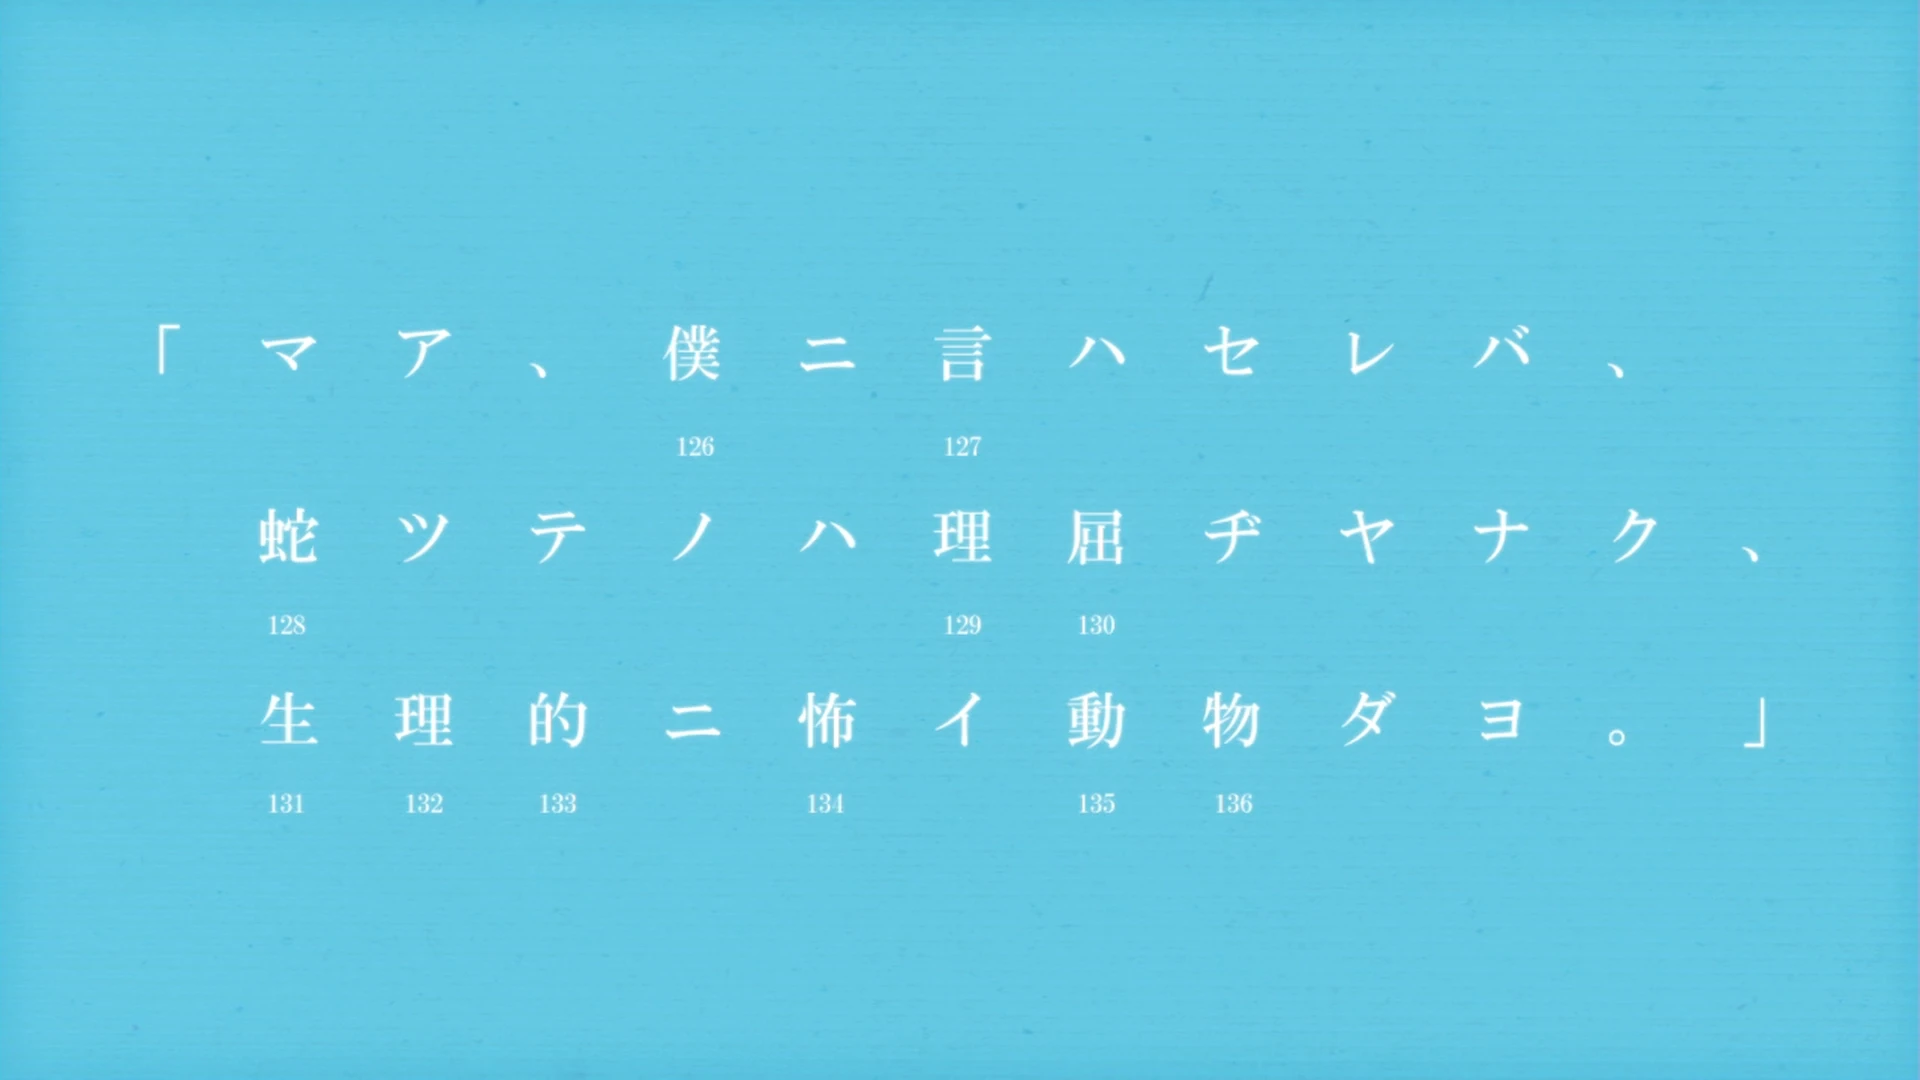 「マア、僕ニ言ハセレバ、
126 127
蛇ツテノハ理屈ヂヤナク、
128 129 130
生理的ニ怖イ動物ダヨ。」
131 132 133 134 135 136